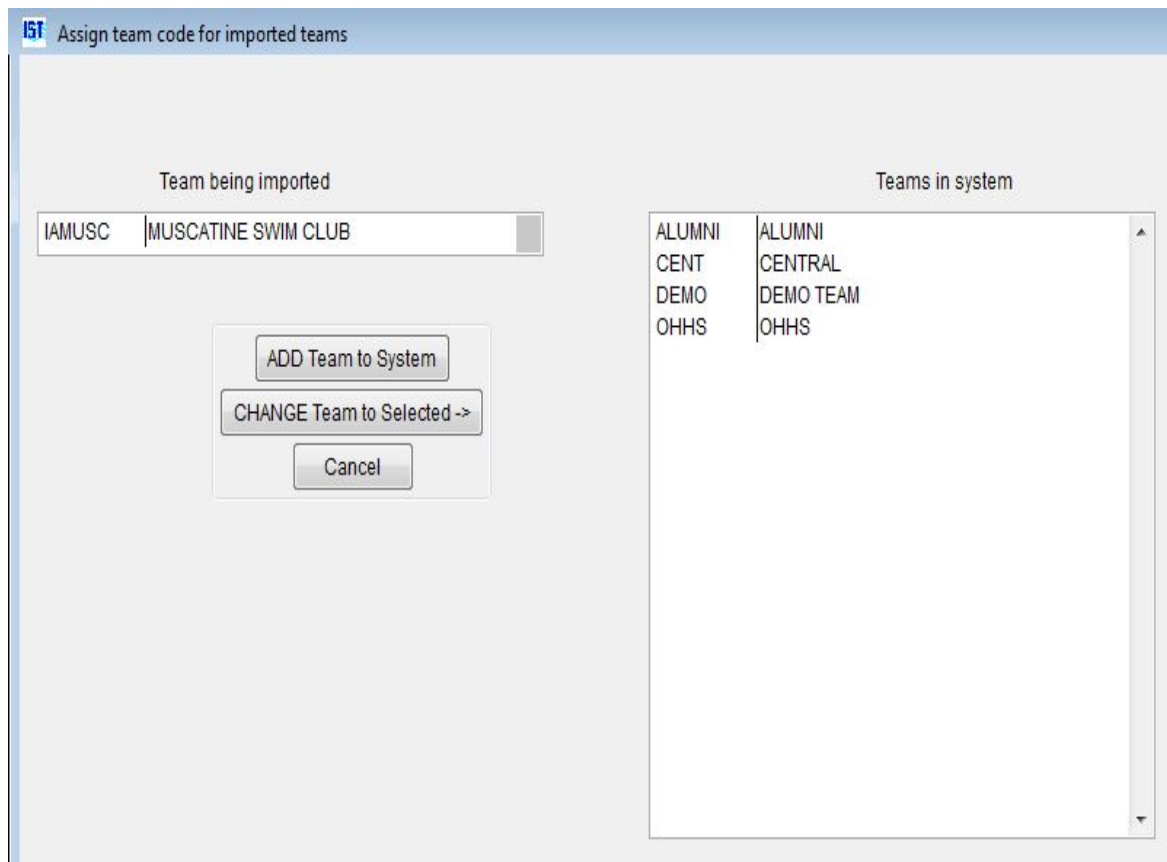 IST Assign team code for imported teams
Team being imported
IAMUSC MUSCATINE SWIM CLUB
ADD Team to System
CHANGE Team to Selected ->
Cancel
Teams in system
ALUMNI ALUMNI
CENT CENTRAL
DEMO DEMO TEAM
OHHS OHHS